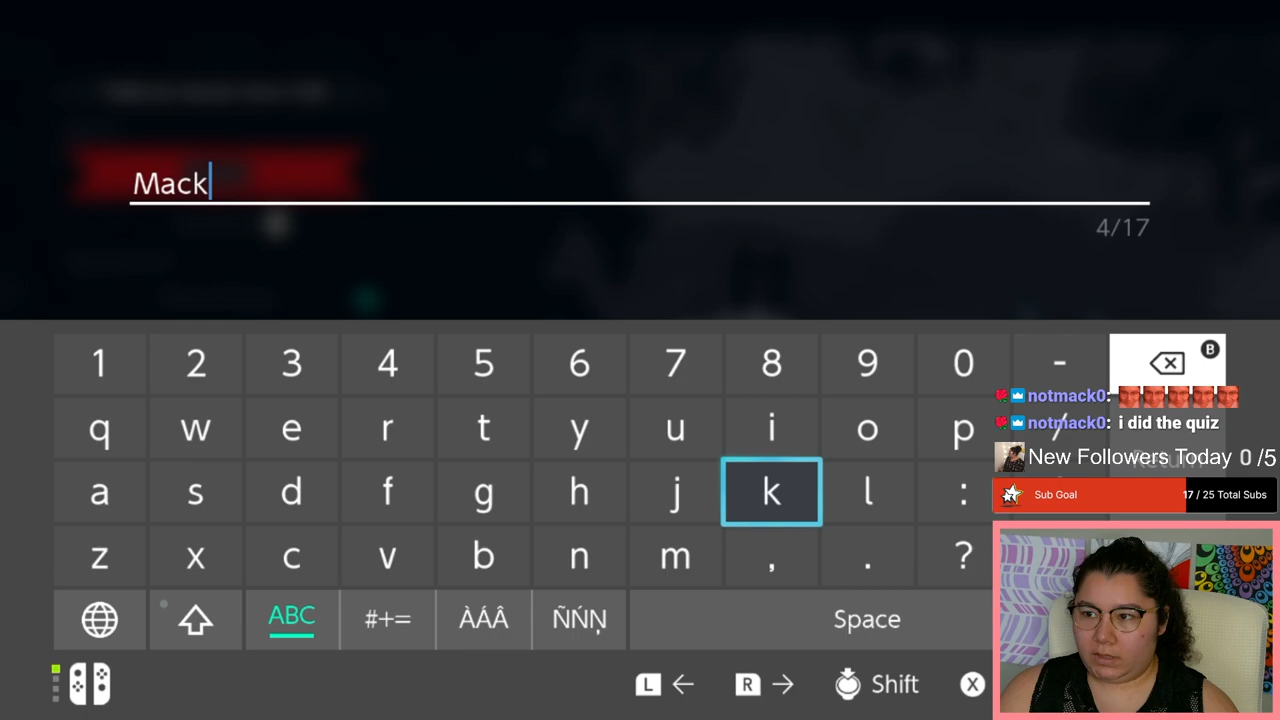 Mack
4/17
1 2 3 4 5 6 7 8 9 0 -
B
q w e r t y u i o p /
notmack0:
notmack0: i did the quiz
New Followers Today 0 /5
a s d f g h j k l :
Sub Goal 17 / 25 Total Subs
z x c v b n m , . ?
ABC #+= ÀÁÂ ÑŃŅ Space
L ← R → Shift X